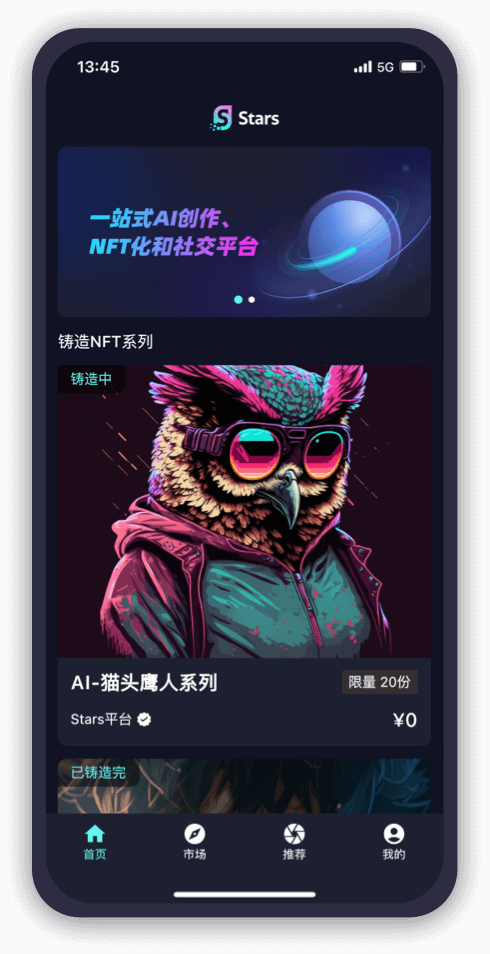 13:45
5G
Stars
一站式AI创作、
NFT化和社交平台
铸造NFT系列
铸造中
AI-猫头鹰人系列
限量 20份
Stars平台
¥0
已铸造完
首页
市场
推荐
我的